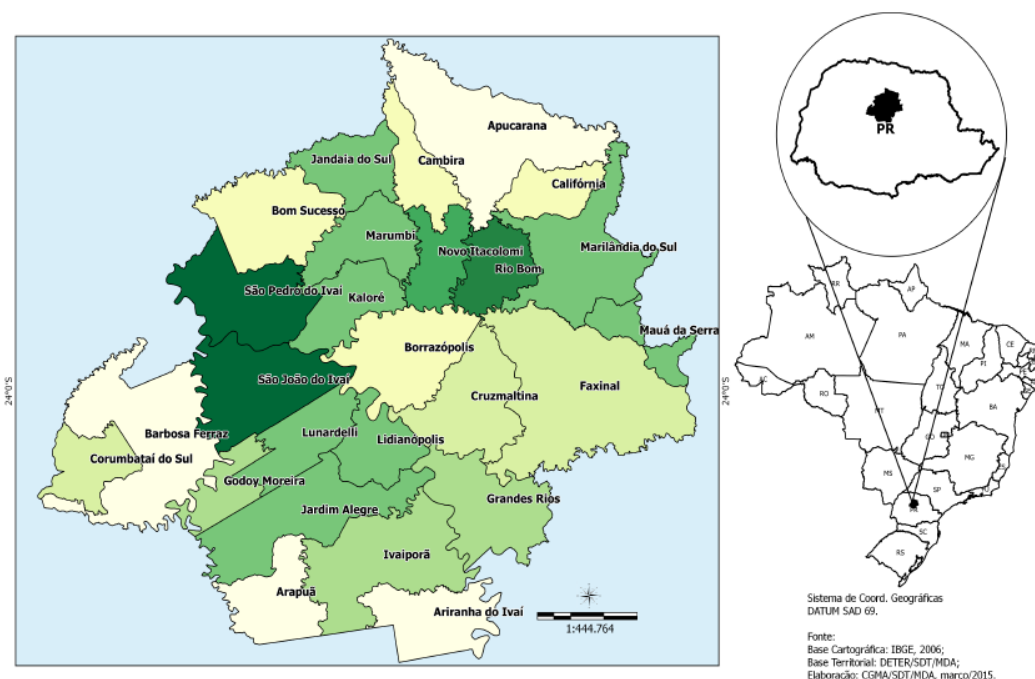 Apucarana
Jandaia do Sul
Cambira
Califórnia
Bom Sucesso
Marumbi
Novo Itacolomi
Marilândia do Sul
Rio Bom
São Pedro do Ivaí
Kaloré
Mauá da Serra
Borrazópolis
São João do Ivaí
Faxinal
Cruzmaltina
Barbosa Ferraz
Lunardelli
Lidianópolis
Corumbataí do Sul
Godoy Moreira
Grandes Rios
Jardim Alegre
Ivaiporã
Arapuã
Ariranha do Ivaí
1:444.764
24°0'S
24°0'S
PR
RR
AP
AM
PA
MA
CE
PI
AC
RO
TO
BA
MT
GO
MG
MS
SP
PR
SC
RS
Sistema de Coord. Geográficas
DATUM SAD 69.
Fonte:
Base Cartográfica: IBGE, 2006;
Base Territorial: DETER/SDT/MDA;
Elaboração: CGMA/SDT/MDA, março/2015.